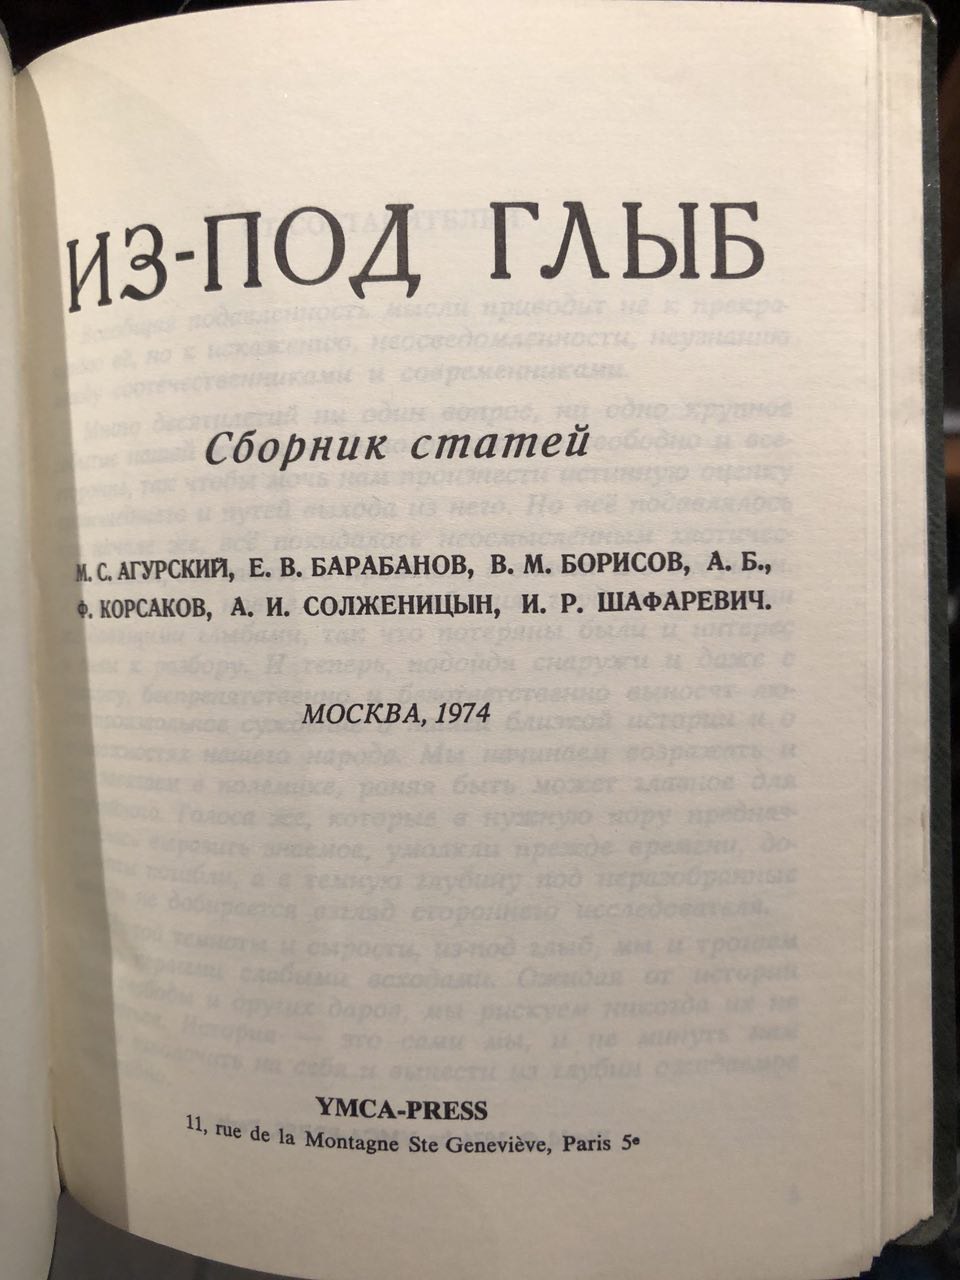 ИЗ-ПОД ГЛЫБ
Сборник статей
М. С. АГУРСКИЙ, Е. В. БАРАБАНОВ, В. М. БОРИСОВ, А. Б.,
Ф. КОРСАКОВ, А. И. СОЛЖЕНИЦЫН, И. Р. ШАФАРЕВИЧ.
МОСКВА, 1974
YMCA-PRESS
11, rue de la Montagne Ste Geneviève, Paris 5ᵉ